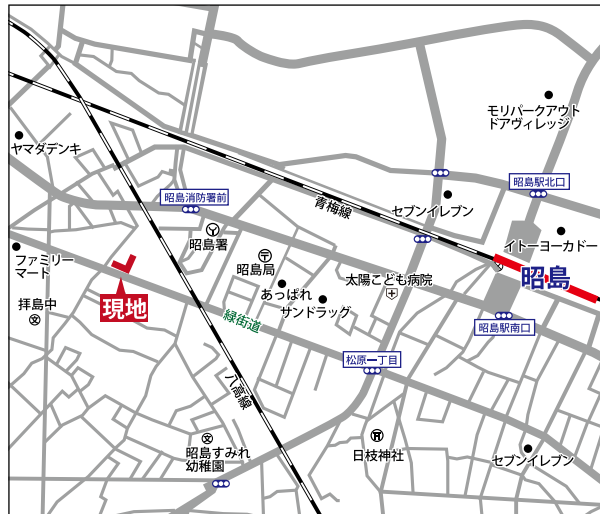 モリパークアウト
ドアヴィレッジ
ヤマダデンキ
昭島消防署前
昭島駅北口
青梅線
セブンイレブン
昭島署
イトーヨーカドー
ファミリー
マート
昭島局
太陽こども病院
昭島
あっぱれ
サンドラッグ
現地
拝島中
緑街道
昭島駅南口
松原一丁目
八高線
昭島すみれ
幼稚園
日枝神社
セブンイレブン